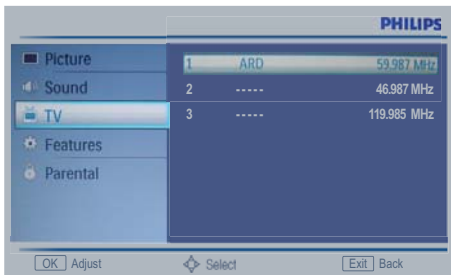 PHILIPS
Picture
Sound
TV
Features
Parental
1 ARD 59.987 MHz
2 ----- 46.987 MHz
3 ----- 119.985 MHz
OK Adjust Select Exit Back